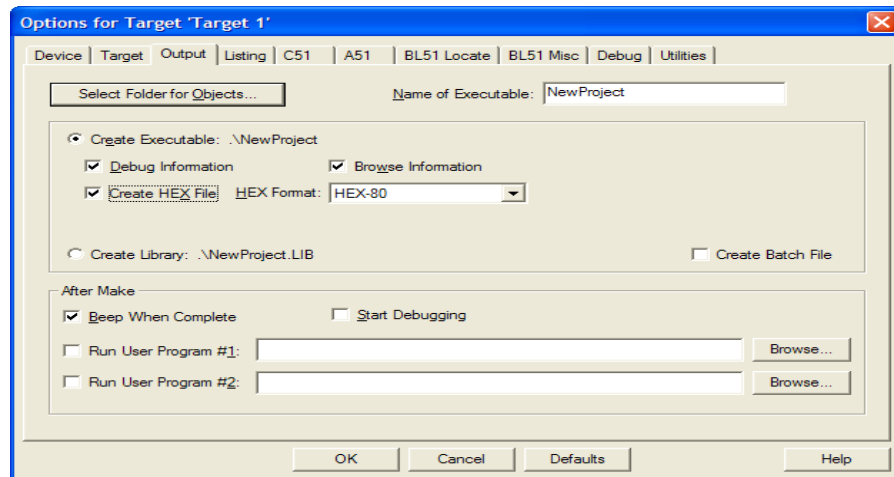 Options for Target 'Target 1'
Device Target Output Listing C51 A51 BL51 Locate BL51 Misc Debug Utilities
Select Folder for Objects... Name of Executable: NewProject
Create Executable: .\NewProject
Debug Information Browse Information
Create HEX File HEX Format: HEX-80
Create Library: .\NewProject.LIB Create Batch File
After Make
Beep When Complete Start Debugging
Run User Program #1: Browse...
Run User Program #2: Browse...
OK Cancel Defaults Help